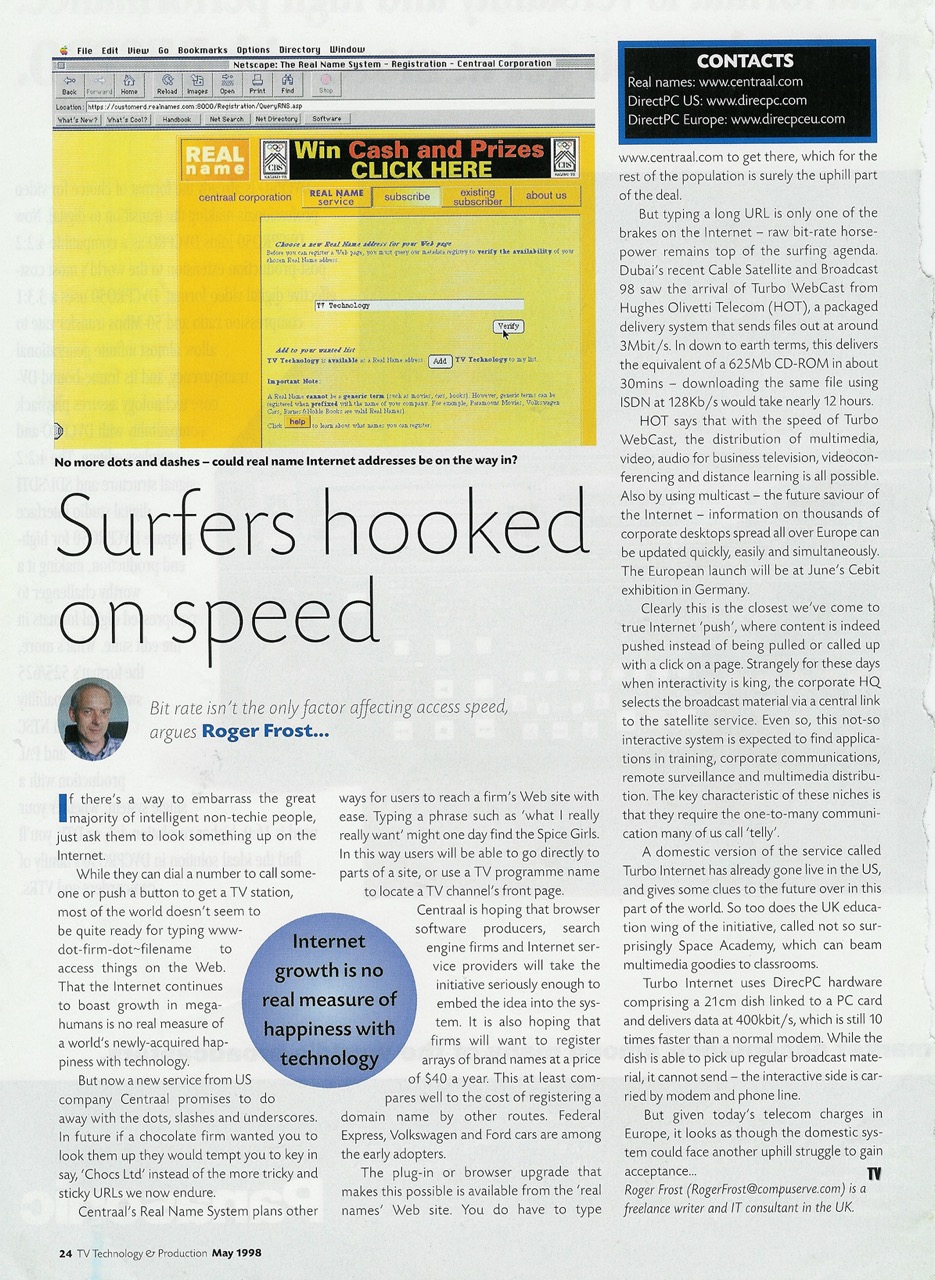 File Edit View Go Bookmarks Options Directory Window
Netscape: The Real Name System - Registration - Centraal Corporation
Back Forward Home Reload Images Open Print Find Stop
Location: https://customerd.realnames.com:8000/Registration/QueryRNS.asp
What's New? What's Cool? Handbook Net Search Net Directory Software
REAL
name
Win Cash and Prizes
CLICK HERE
CBS
CBS
centraal corporation
REAL NAME
service
subscribe
existing
subscriber
about us
Choose a new Real Name address for your Web page
Before you can register a Web page, you must query our metadata registry to verify the availability of your
chosen Real Name address.
TV Technology
Verify
Add to your wanted list
TV Technology is available as a Real Name address. Add TV Technology to my list.
Important Note:
A Real Name cannot be a generic term (such as movies, cars, books). However, generic terms can be
registered when prefixed with the name of your company. For example, Paramount Movies, Volkswagen
Cars, Barnes&Noble Books are valid Real Names).
Click help to learn about what names you can register.
No more dots and dashes – could real name Internet addresses be on the way in?
Surfers hooked
on speed
Bit rate isn't the only factor affecting access speed,
argues Roger Frost...
If there's a way to embarrass the great
majority of intelligent non-techie people,
just ask them to look something up on the
Internet.
While they can dial a number to call some-
one or push a button to get a TV station,
most of the world doesn't seem to
be quite ready for typing www-
dot-firm-dot~filename to
access things on the Web.
That the Internet continues
to boast growth in mega-
humans is no real measure of
a world's newly-acquired hap-
piness with technology.
But now a new service from US
company Centraal promises to do
away with the dots, slashes and underscores.
In future if a chocolate firm wanted you to
look them up they would tempt you to key in
say, 'Chocs Ltd' instead of the more tricky and
sticky URLs we now endure.
Centraal's Real Name System plans other
Internet
growth is no
real measure of
happiness with
technology
ways for users to reach a firm's Web site with
ease. Typing a phrase such as 'what I really
really want' might one day find the Spice Girls.
In this way users will be able to go directly to
parts of a site, or use a TV programme name
to locate a TV channel's front page.
Centraal is hoping that browser
software producers, search
engine firms and Internet ser-
vice providers will take the
initiative seriously enough to
embed the idea into the sys-
tem. It is also hoping that
firms will want to register
arrays of brand names at a price
of $40 a year. This at least com-
pares well to the cost of registering a
domain name by other routes. Federal
Express, Volkswagen and Ford cars are among
the early adopters.
The plug-in or browser upgrade that
makes this possible is available from the 'real
names' Web site. You do have to type
CONTACTS
Real names: www.centraal.com
DirectPC US: www.direcpc.com
DirectPC Europe: www.direcpceu.com
www.centraal.com to get there, which for the
rest of the population is surely the uphill part
of the deal.
But typing a long URL is only one of the
brakes on the Internet – raw bit-rate horse-
power remains top of the surfing agenda.
Dubai's recent Cable Satellite and Broadcast
98 saw the arrival of Turbo WebCast from
Hughes Olivetti Telecom (HOT), a packaged
delivery system that sends files out at around
3Mbit/s. In down to earth terms, this delivers
the equivalent of a 625Mb CD-ROM in about
30mins – downloading the same file using
ISDN at 128Kb/s would take nearly 12 hours.
HOT says that with the speed of Turbo
WebCast, the distribution of multimedia,
video, audio for business television, videocon-
ferencing and distance learning is all possible.
Also by using multicast – the future saviour of
the Internet – information on thousands of
corporate desktops spread all over Europe can
be updated quickly, easily and simultaneously.
The European launch will be at June's Cebit
exhibition in Germany.
Clearly this is the closest we've come to
true Internet 'push', where content is indeed
pushed instead of being pulled or called up
with a click on a page. Strangely for these days
when interactivity is king, the corporate HQ
selects the broadcast material via a central link
to the satellite service. Even so, this not-so
interactive system is expected to find applica-
tions in training, corporate communications,
remote surveillance and multimedia distribu-
tion. The key characteristic of these niches is
that they require the one-to-many communi-
cation many of us call 'telly'.
A domestic version of the service called
Turbo Internet has already gone live in the US,
and gives some clues to the future over in this
part of the world. So too does the UK educa-
tion wing of the initiative, called not so sur-
prisingly Space Academy, which can beam
multimedia goodies to classrooms.
Turbo Internet uses DirecPC hardware
comprising a 21cm dish linked to a PC card
and delivers data at 400kbit/s, which is still 10
times faster than a normal modem. While the
dish is able to pick up regular broadcast mate-
rial, it cannot send – the interactive side is car-
ried by modem and phone line.
But given today's telecom charges in
Europe, it looks as though the domestic sys-
tem could face another uphill struggle to gain
acceptance... TV
Roger Frost (RogerFrost@compuserve.com) is a
freelance writer and IT consultant in the UK.
24 TV Technology & Production May 1998